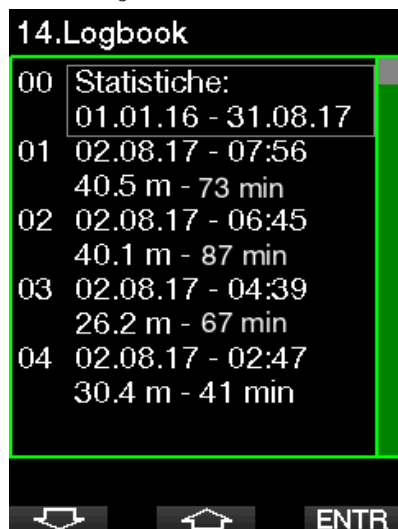 14.Logbook
00 Statistiche:
01.01.16 - 31.08.17
01 02.08.17 - 07:56
40.5 m - 73 min
02 02.08.17 - 06:45
40.1 m - 87 min
03 02.08.17 - 04:39
26.2 m - 67 min
04 02.08.17 - 02:47
30.4 m - 41 min
ENTR